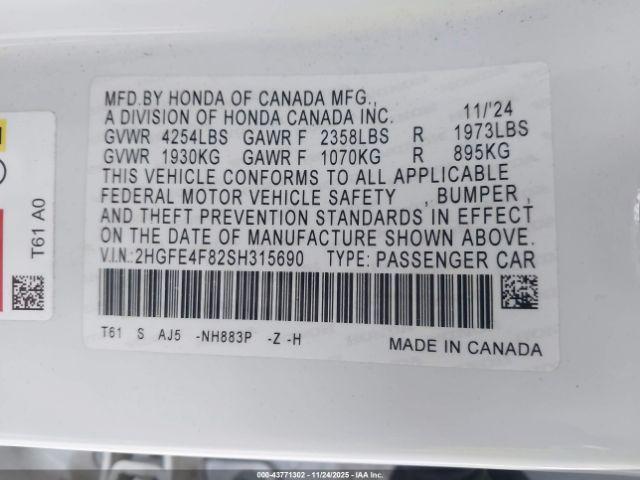 MFD.BY HONDA OF CANADA MFG.,
A DIVISION OF HONDA CANADA INC. 11/'24
GVWR 4254LBS GAWR F 2358LBS R 1973LBS
GVWR 1930KG GAWR F 1070KG R 895KG
THIS VEHICLE CONFORMS TO ALL APPLICABLE
FEDERAL MOTOR VEHICLE SAFETY , BUMPER ,
AND THEFT PREVENTION STANDARDS IN EFFECT
ON THE DATE OF MANUFACTURE SHOWN ABOVE.
V.I.N.:2HGFE4F82SH315690 TYPE:PASSENGER CAR
T61 S AJ5 -NH883P -Z -H
MADE IN CANADA
T61 A0
000-43771302 - 11/24/2025 - IAAI.COM